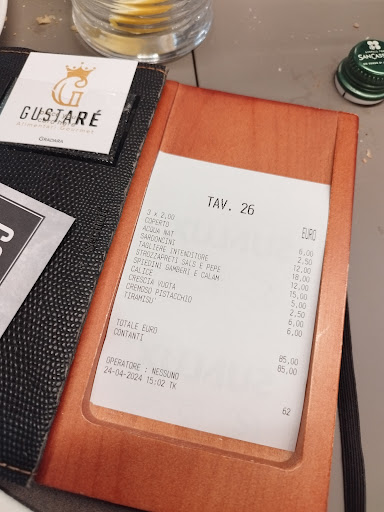 GUSTARÉ
TAV. 26
EURO
3 x 2,00
COPERTO 6,00
ACQUA NAT 2,50
SARDONCINI 12,00
TAGLIERE INTENDITORE 18,00
STROZZAPRETI SALS E PEPE 12,00
SPIEDINI GAMBERI E CALAM 15,00
CALICE 5,00
CRESCIA VUOTA 2,50
CREMOSO PISTACCHIO 6,00
TIRAMISU' 6,00
TOTALE EURO 85,00
CONTANTI 85,00
OPERATORE : NESSUNO
24-04-2024 15:02 TK
62